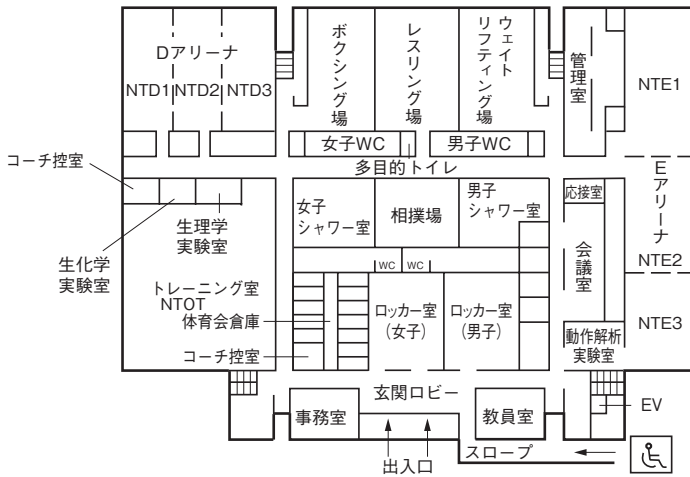 Dアリーナ
NTD1
NTD2
NTD3
ボクシング場
レスリング場
ウェイト
リフティング場
管理室
NTE1
女子WC
男子WC
多目的トイレ
コーチ控室
生理学
実験室
生化学
実験室
女子
シャワー室
相撲場
男子
シャワー室
応接室
Eアリーナ
NTE2
会議室
WC
WC
トレーニング室
NTOT
体育会倉庫
ロッカー室
(女子)
ロッカー室
(男子)
NTE3
動作解析
実験室
コーチ控室
玄関ロビー
事務室
教員室
EV
出入口
スロープ